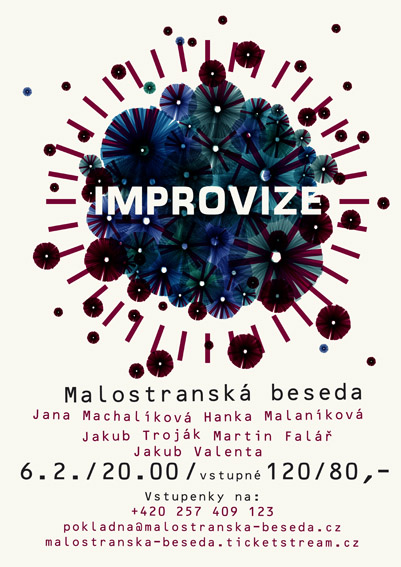 IMPROVIZE
Malostranská beseda
Jana Machalíková Hanka Malaníková
Jakub Troják Martin Falář
Jakub Valenta
6.2./20.00/vstupné 120/80,-
Vstupenky na:
+420 257 409 123
pokladna@malostranska-beseda.cz
malostranska-beseda.ticketstream.cz